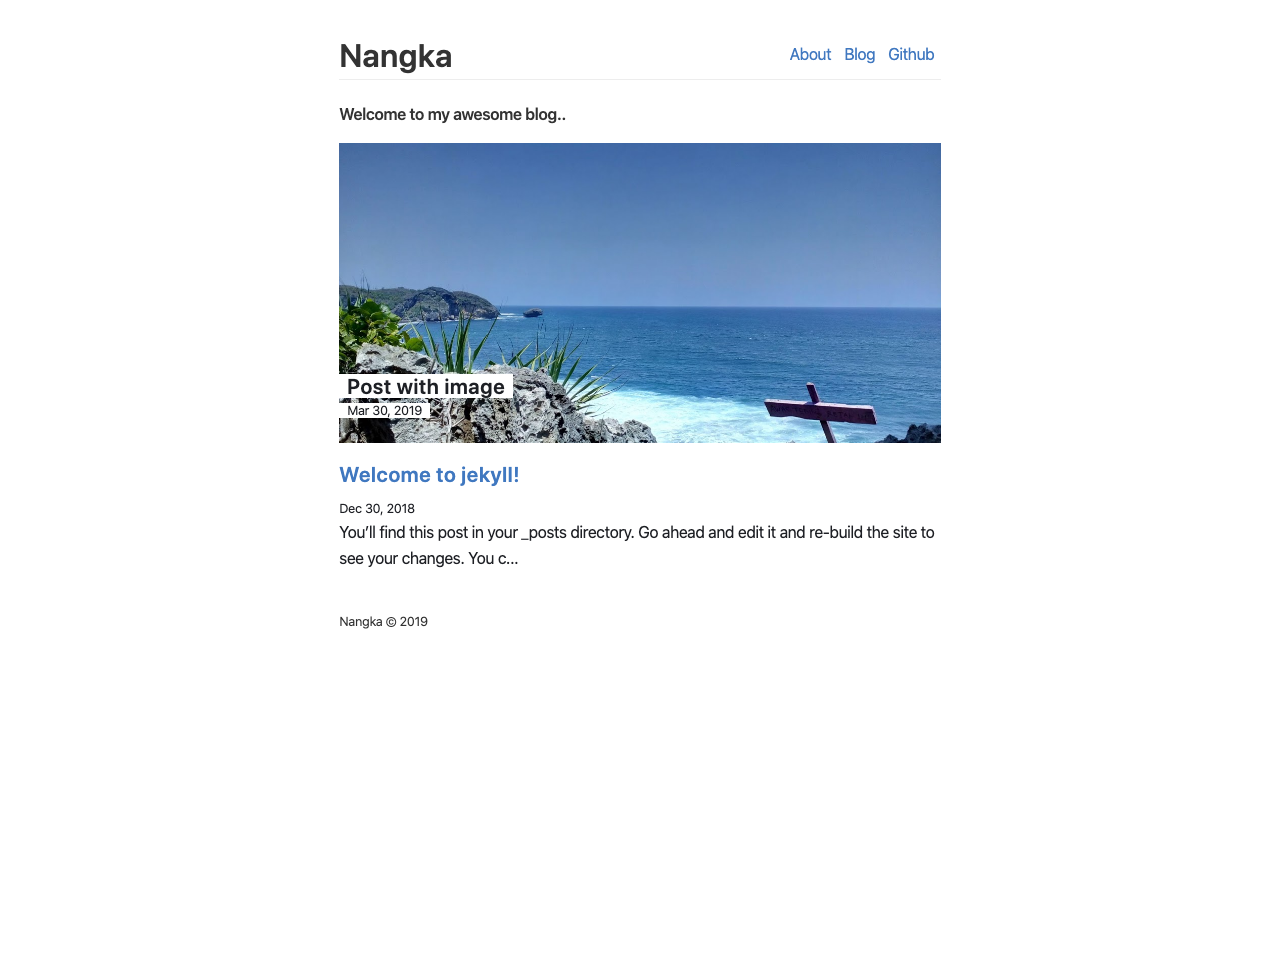 Nangka
About Blog Github
Welcome to my awesome blog..
Post with image
Mar 30, 2019
Welcome to jekyll!
Dec 30, 2018
You’ll find this post in your _posts directory. Go ahead and edit it and re-build the site to
see your changes. You c...
Nangka © 2019